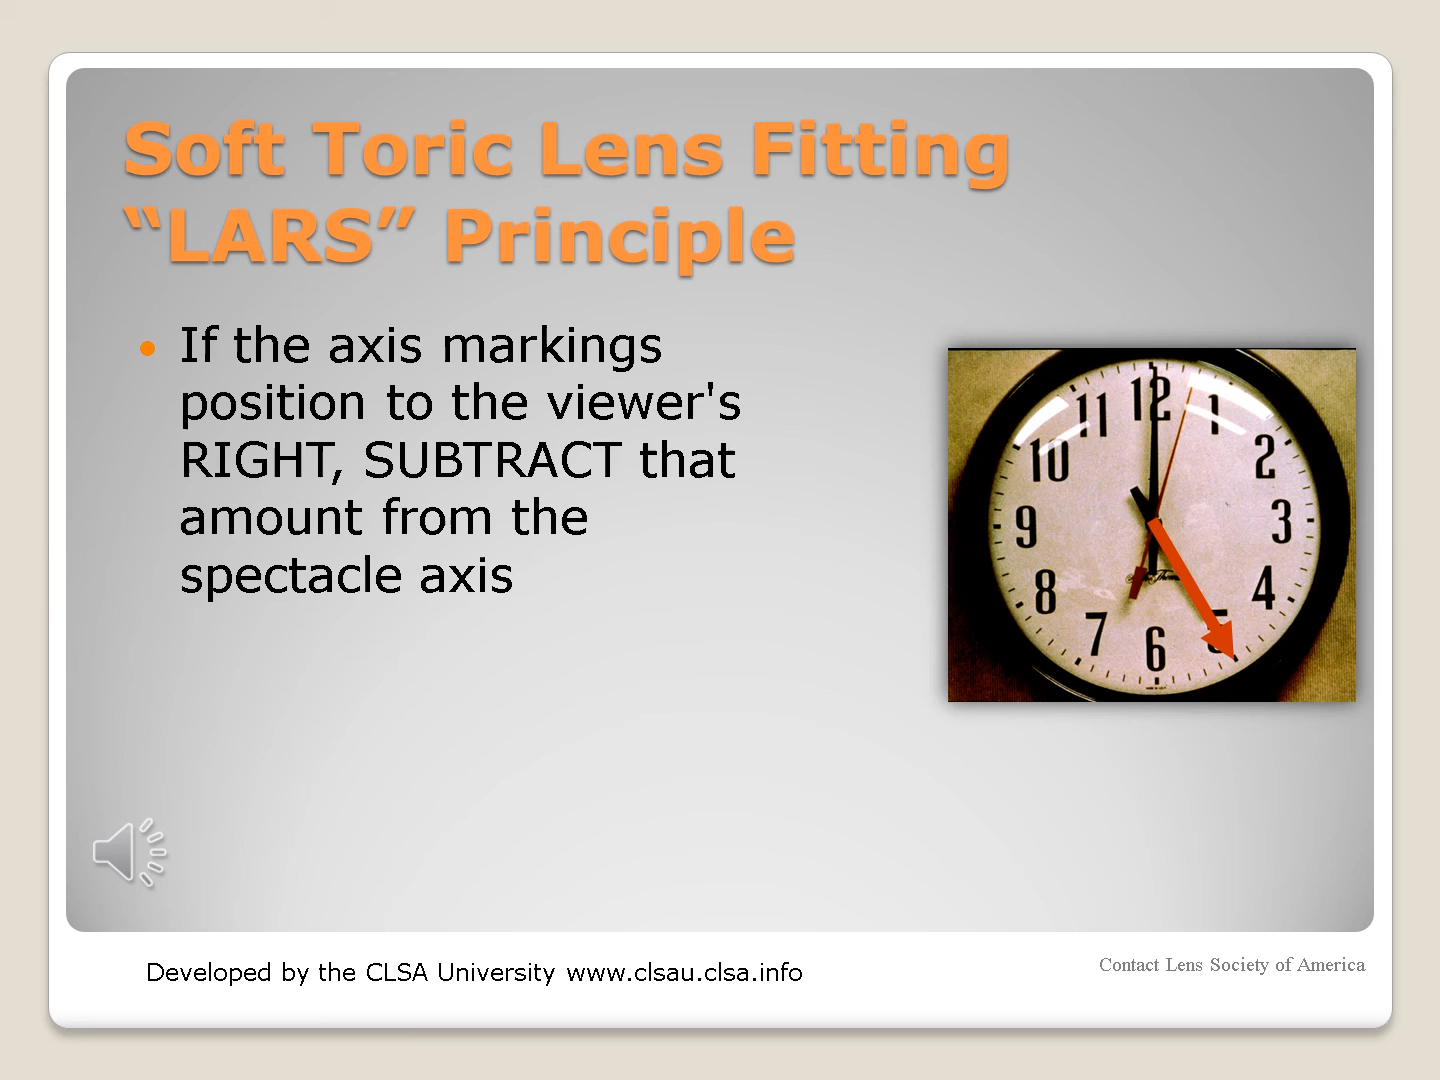 Soft Toric Lens Fitting
“LARS” Principle
If the axis markings
position to the viewer's
RIGHT, SUBTRACT that
amount from the
spectacle axis
12
11
1
10
2
9
3
8
4
7
6
Developed by the CLSA University www.clsau.clsa.info
Contact Lens Society of America